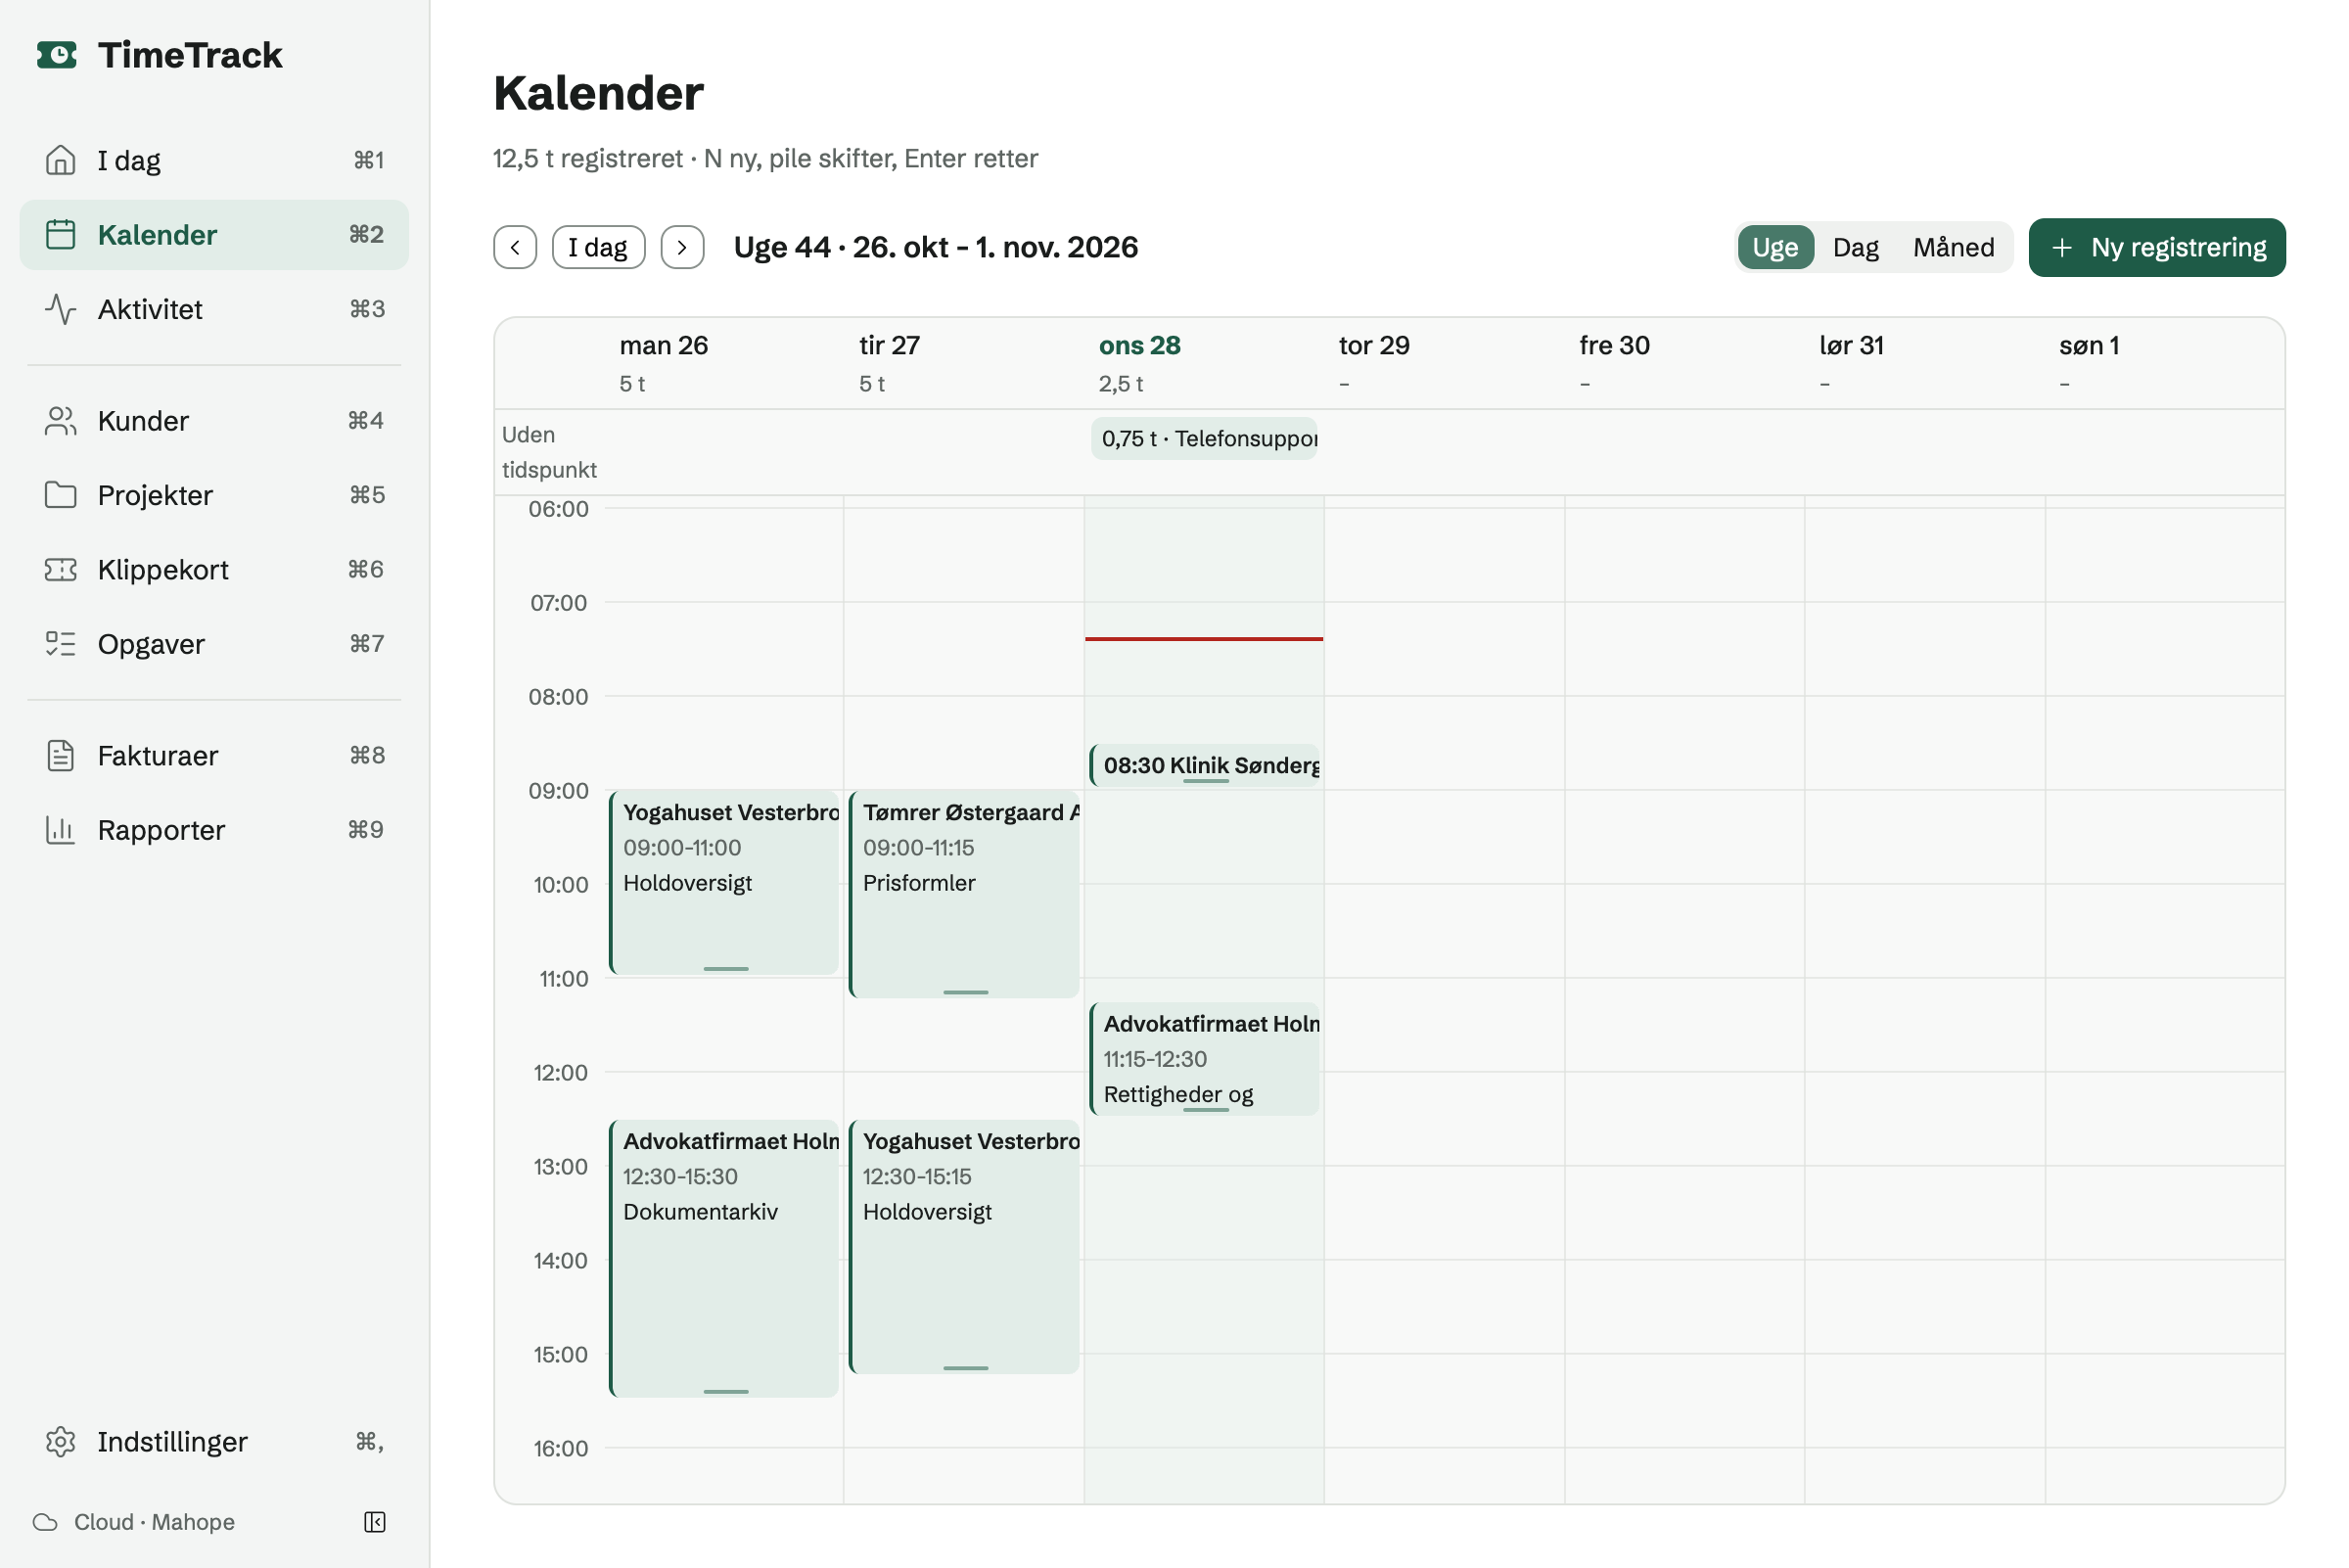 TimeTrack
I dag ⌘1
Kalender ⌘2
Aktivitet ⌘3
Kunder ⌘4
Projekter ⌘5
Klippekort ⌘6
Opgaver ⌘7
Fakturaer ⌘8
Rapporter ⌘9
Indstillinger ⌘,
Cloud · Mahope
Kalender
12,5 t registreret · N ny, pile skifter, Enter retter
I dag
Uge 44 · 26. okt – 1. nov. 2026
Uge Dag Måned
+ Ny registrering
man 26 tir 27 ons 28 tor 29 fre 30 lør 31 søn 1
5 t 5 t 2,5 t – – – –
Uden
tidspunkt
0,75 t · Telefonsuppor
06:00
07:00
08:00
08:30 Klinik Sønderg
09:00
Yogahuset Vesterbro
09:00–11:00
Holdoversigt
Tømrer Østergaard A
09:00–11:15
Prisformler
10:00
11:00
Advokatfirmaet Holm
11:15–12:30
Rettigheder og
12:00
Advokatfirmaet Holm
12:30–15:30
Dokumentarkiv
Yogahuset Vesterbro
12:30–15:15
Holdoversigt
13:00
14:00
15:00
16:00